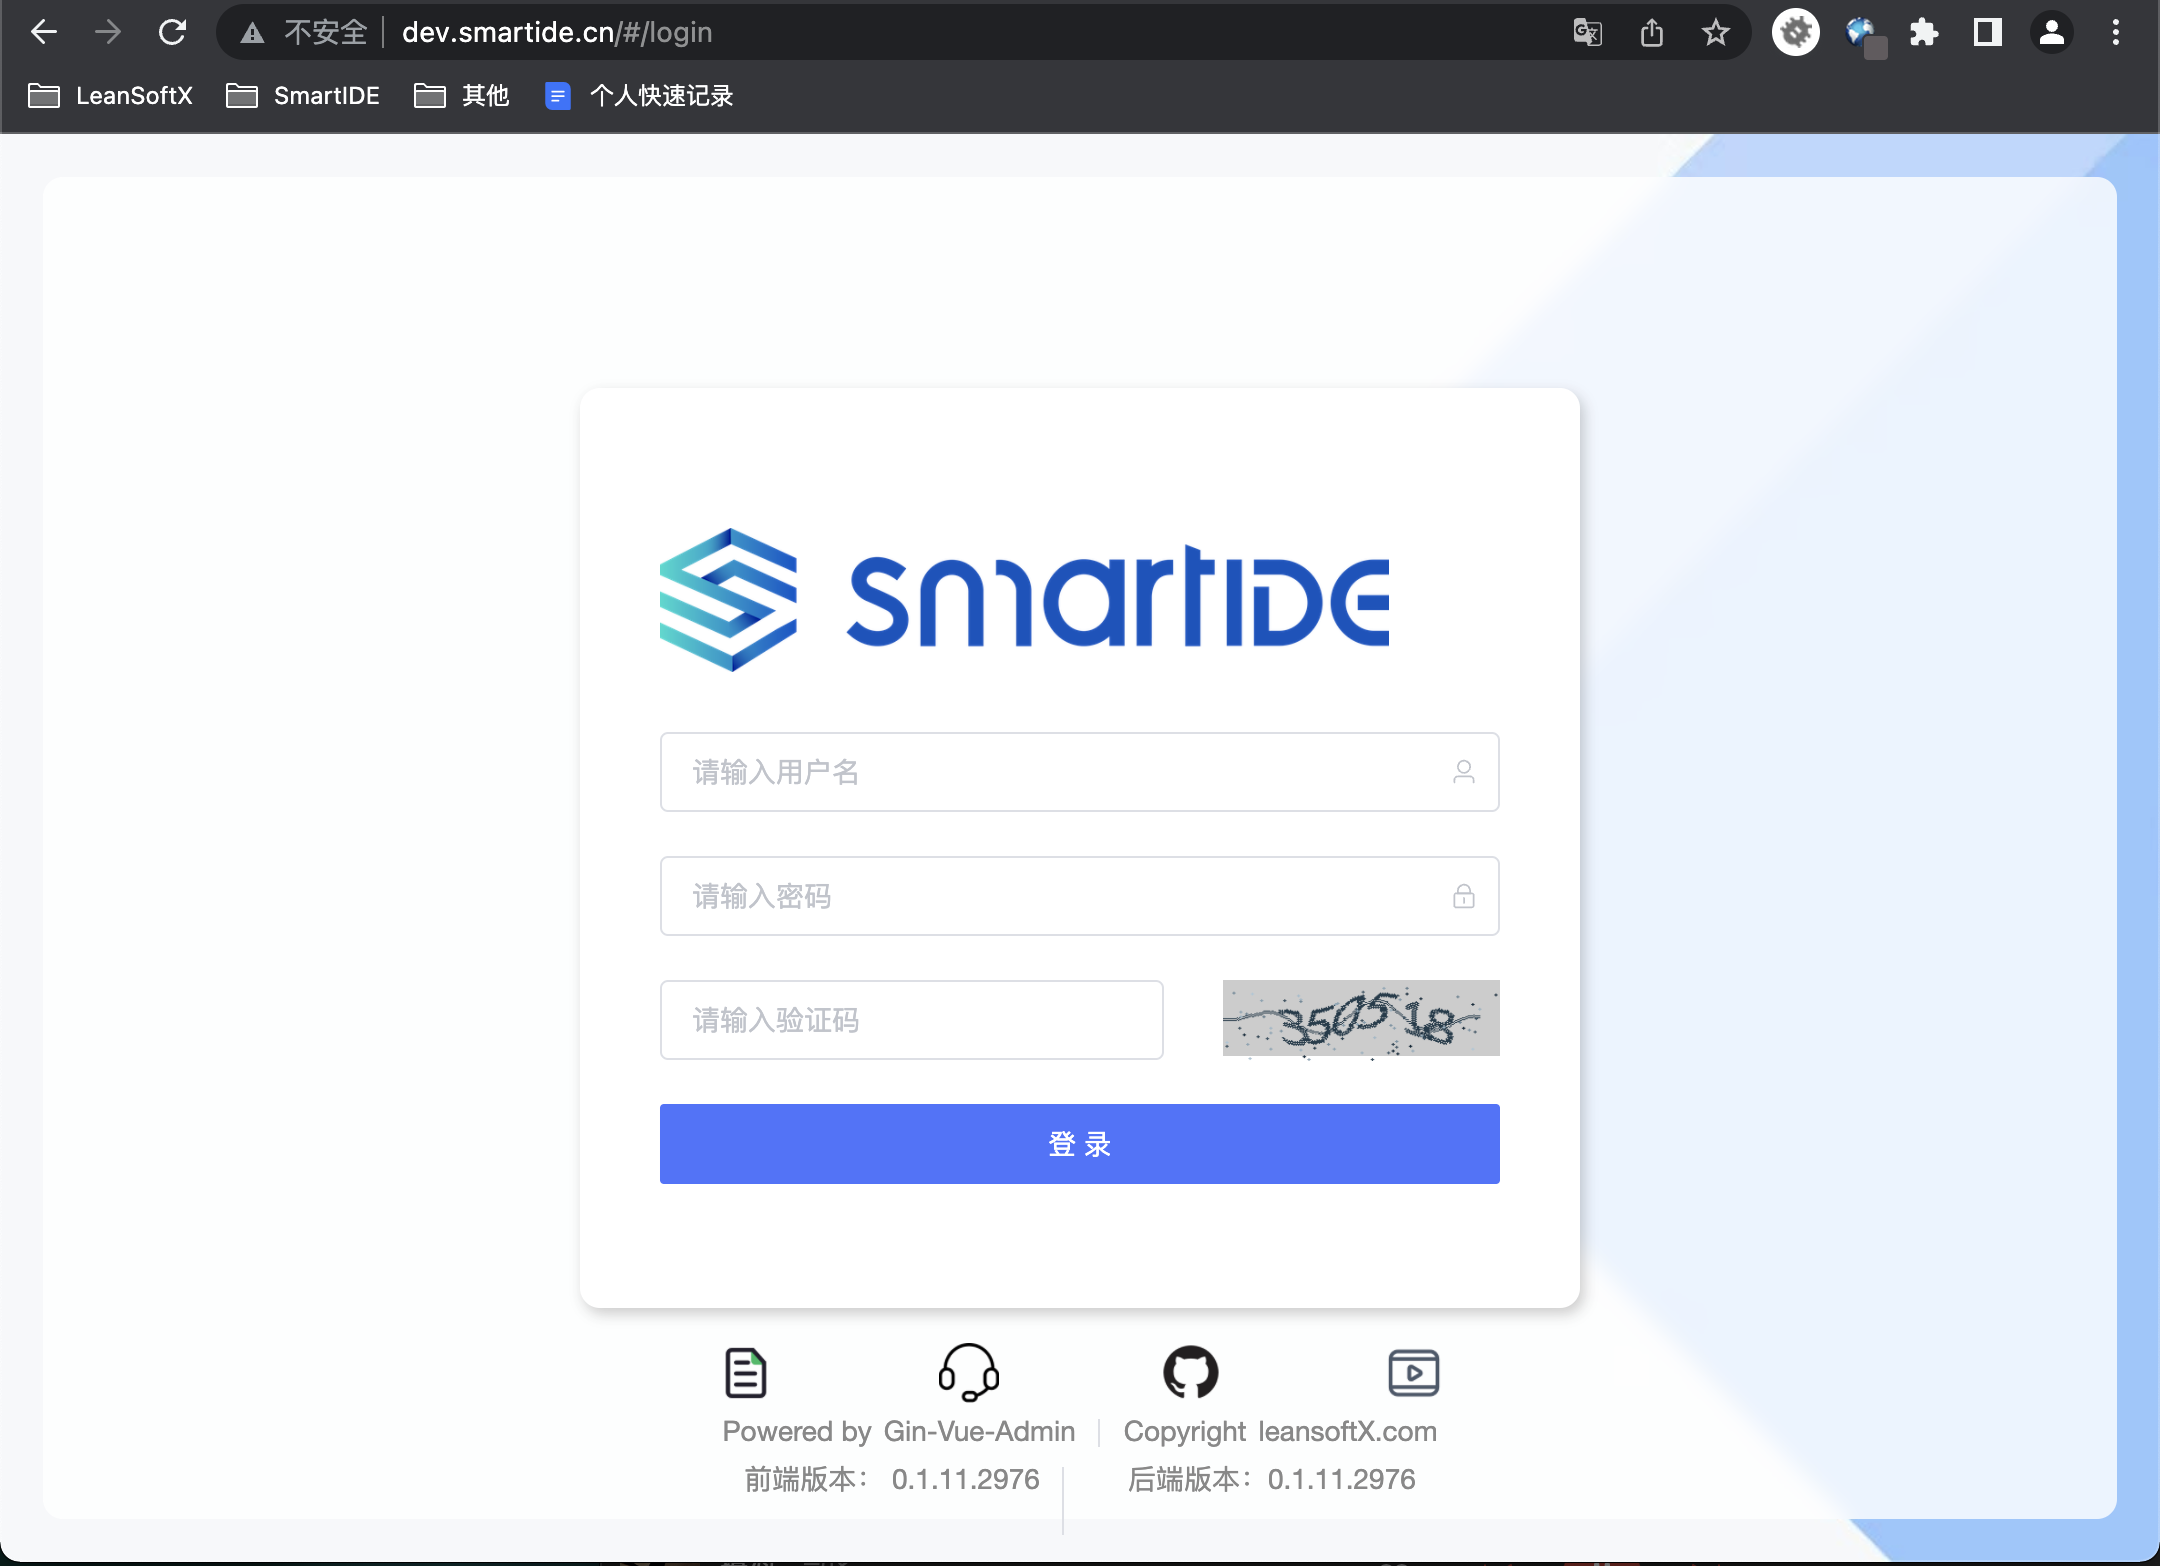 不安全 dev.smartide.cn/#/login
LeanSoftX SmartIDE 其他 个人快速记录
smartIDE
请输入用户名
请输入密码
请输入验证码 350518
登 录
Powered by Gin-Vue-Admin Copyright leansoftX.com
前端版本： 0.1.11.2976 后端版本： 0.1.11.2976